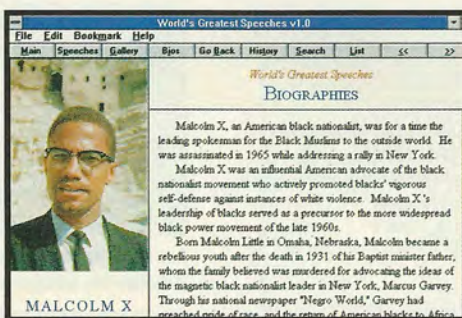 World's Greatest Speeches v1.0
File Edit Bookmark Help
Main Speeches Gallery Bios Go Back History Search List << >>
World's Greatest Speeches
BIOGRAPHIES
Malcolm X, an American black nationalist, was for a time the
leading spokesman for the Black Muslims to the outside world. He
was assassinated in 1965 while addressing a rally in New York.
Malcolm X was an influential American advocate of the black
nationalist movement who actively promoted blacks' vigorous
self-defense against instances of white violence. Malcolm X 's
leadership of blacks served as a precursor to the more widespread
black power movement of the late 1960s.
Born Malcolm Little in Omaha, Nebraska, Malcolm became a
rebellious youth after the death in 1931 of his Baptist minister father,
whom the family believed was murdered for advocating the ideas of
the magnetic black nationalist leader in New York, Marcus Garvey.
Through his national newspaper "Negro World," Garvey had
preached pride of race, and the return of American blacks to Africa
MALCOLM X